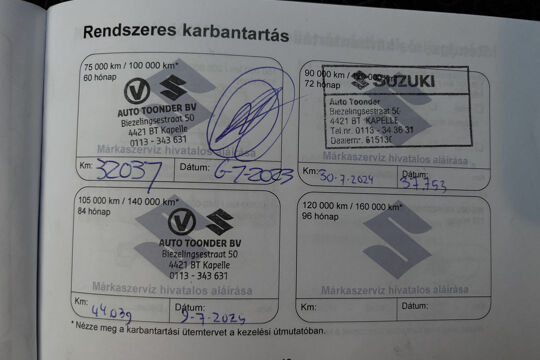 Rendszeres karbantartás
75 000 km / 100 000 km*
60 hónap
AUTO TOONDER BV
Biezelingsestraat 50
4421 BT Kapelle
0113 - 343 631
Márkaszerviz hivatalos aláírása
Km:
Dátum:
32037
6-7-2023
90 000 km /
72 hónap
SUZUKI
Auto Toonder
Biezelingsestraat 50
4421 BT KAPELLE
Tel.nr. 0113 - 34 36 31
Dealernr. 615130
Márkaszerviz hivatalos aláírása
Km:
Dátum:
30-7-2024
37.753
105 000 km / 140 000 km*
84 hónap
AUTO TOONDER BV
Biezelingsestraat 50
4421 BT Kapelle
0113 - 343 631
Márkaszerviz hivatalos aláírása
Km:
Dátum:
44039
120 000 km / 160 000 km*
96 hónap
Márkaszerviz hivatalos aláírása
Km:
Dátum:
* Nézze meg a karbantartási ütemtervet a kezelési útmutatóban.